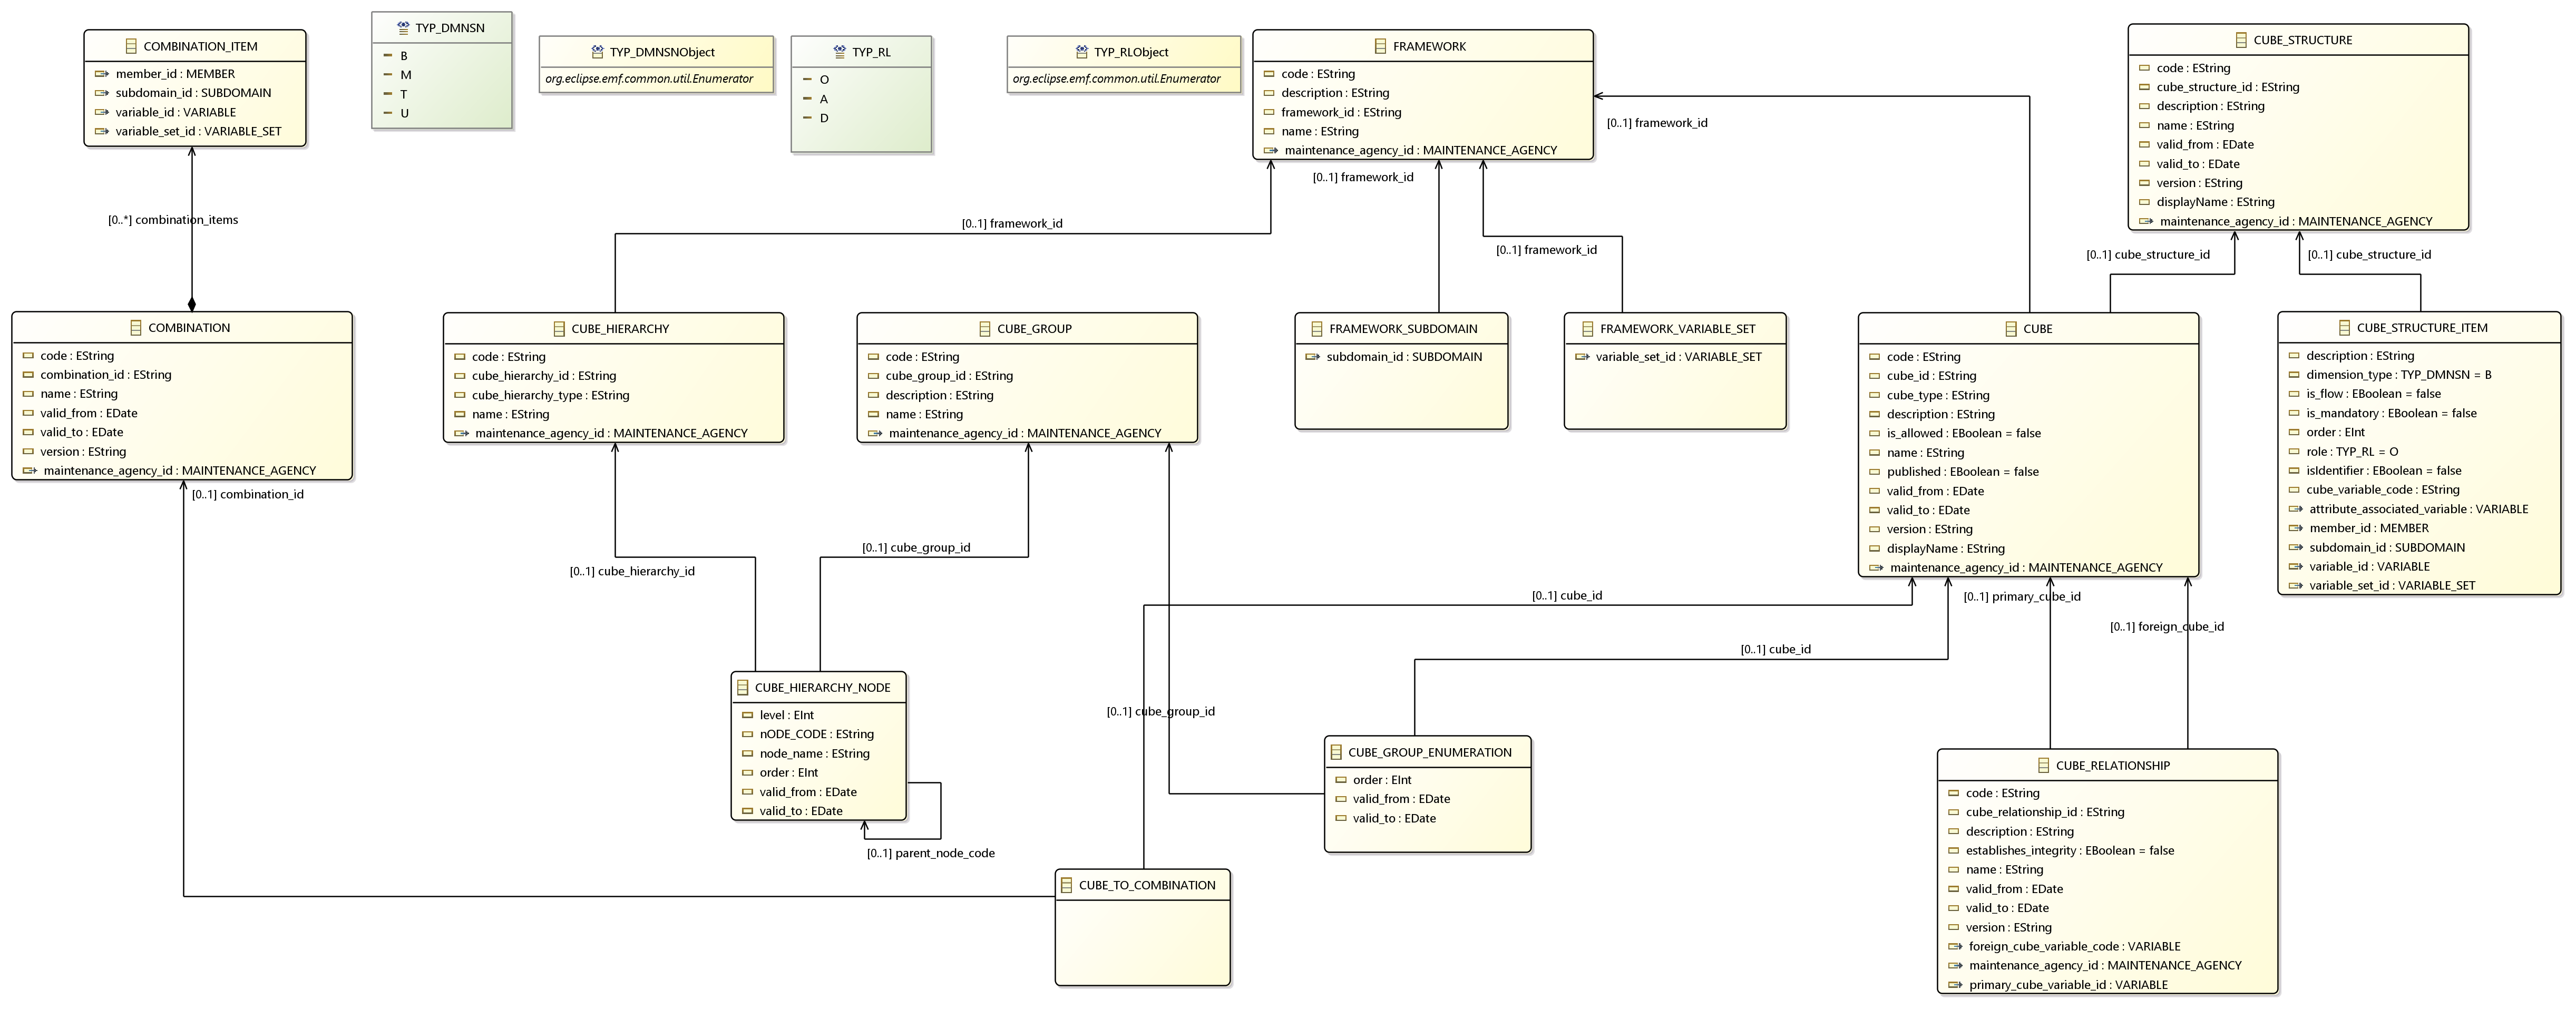 COMBINATION_ITEM
member_id : MEMBER
subdomain_id : SUBDOMAIN
variable_id : VARIABLE
variable_set_id : VARIABLE_SET
TYP_DMNSN
B
M
T
U
TYP_DMNSNObject
org.eclipse.emf.common.util.Enumerator
TYP_RL
O
A
D
TYP_RLObject
org.eclipse.emf.common.util.Enumerator
FRAMEWORK
code : EString
description : EString
framework_id : EString
name : EString
maintenance_agency_id : MAINTENANCE_AGENCY
CUBE_STRUCTURE
code : EString
cube_structure_id : EString
description : EString
name : EString
valid_from : EDate
valid_to : EDate
version : EString
displayName : EString
maintenance_agency_id : MAINTENANCE_AGENCY
[0..1] framework_id
[0..1] framework_id
[0..*] combination_items
[0..1] framework_id
[0..1] framework_id
[0..1] cube_structure_id
[0..1] cube_structure_id
COMBINATION
code : EString
combination_id : EString
name : EString
valid_from : EDate
valid_to : EDate
version : EString
maintenance_agency_id : MAINTENANCE_AGENCY
CUBE_HIERARCHY
code : EString
cube_hierarchy_id : EString
cube_hierarchy_type : EString
name : EString
maintenance_agency_id : MAINTENANCE_AGENCY
CUBE_GROUP
code : EString
cube_group_id : EString
description : EString
name : EString
maintenance_agency_id : MAINTENANCE_AGENCY
FRAMEWORK_SUBDOMAIN
subdomain_id : SUBDOMAIN
FRAMEWORK_VARIABLE_SET
variable_set_id : VARIABLE_SET
CUBE
code : EString
cube_id : EString
cube_type : EString
description : EString
is_allowed : EBoolean = false
name : EString
published : EBoolean = false
valid_from : EDate
valid_to : EDate
version : EString
displayName : EString
maintenance_agency_id : MAINTENANCE_AGENCY
CUBE_STRUCTURE_ITEM
description : EString
dimension_type : TYP_DMNSN = B
is_flow : EBoolean = false
is_mandatory : EBoolean = false
order : EInt
role : TYP_RL = O
isIdentifier : EBoolean = false
cube_variable_code : EString
attribute_associated_variable : VARIABLE
member_id : MEMBER
subdomain_id : SUBDOMAIN
variable_id : VARIABLE
variable_set_id : VARIABLE_SET
[0..1] combination_id
[0..1] cube_hierarchy_id
[0..1] cube_group_id
[0..1] cube_id
[0..1] primary_cube_id
[0..1] foreign_cube_id
[0..1] cube_id
[0..1] cube_group_id
CUBE_HIERARCHY_NODE
level : EInt
nODE_CODE : EString
node_name : EString
order : EInt
valid_from : EDate
valid_to : EDate
[0..1] parent_node_code
CUBE_GROUP_ENUMERATION
order : EInt
valid_from : EDate
valid_to : EDate
CUBE_TO_COMBINATION
CUBE_RELATIONSHIP
code : EString
cube_relationship_id : EString
description : EString
establishes_integrity : EBoolean = false
name : EString
valid_from : EDate
valid_to : EDate
version : EString
foreign_cube_variable_code : VARIABLE
maintenance_agency_id : MAINTENANCE_AGENCY
primary_cube_variable_id : VARIABLE